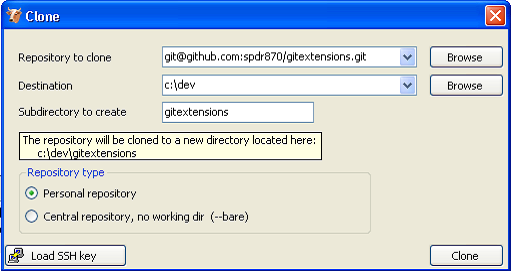 Clone
Repository to clone
git@github.com:spdr870/gitextensions.git
Browse
Destination
c:\dev
Browse
Subdirectory to create
gitextensions
The repository will be cloned to a new directory located here:
c:\dev\gitextensions
Repository type
Personal repository
Central repository, no working dir (--bare)
Load SSH key
Clone